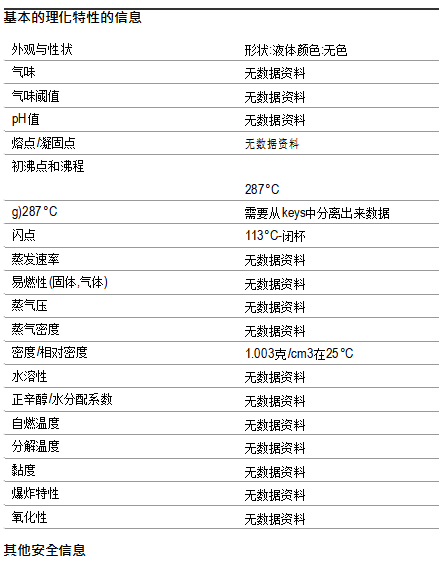 基本的理化特性的信息
外观与性状 形状:液体颜色:无色
气味 无数据资料
气味阈值 无数据资料
pH值 无数据资料
熔点/凝固点 无数据资料
初沸点和沸程
287°C
g)287°C 需要从keys中分离出来数据
闪点 113°C-闭杯
蒸发速率 无数据资料
易燃性(固体,气体) 无数据资料
蒸气压 无数据资料
蒸气密度 无数据资料
密度/相对密度 1.003克/cm3在25°C
水溶性 无数据资料
正辛醇/水分配系数 无数据资料
自燃温度 无数据资料
分解温度 无数据资料
黏度 无数据资料
爆炸特性 无数据资料
氧化性 无数据资料
其他安全信息